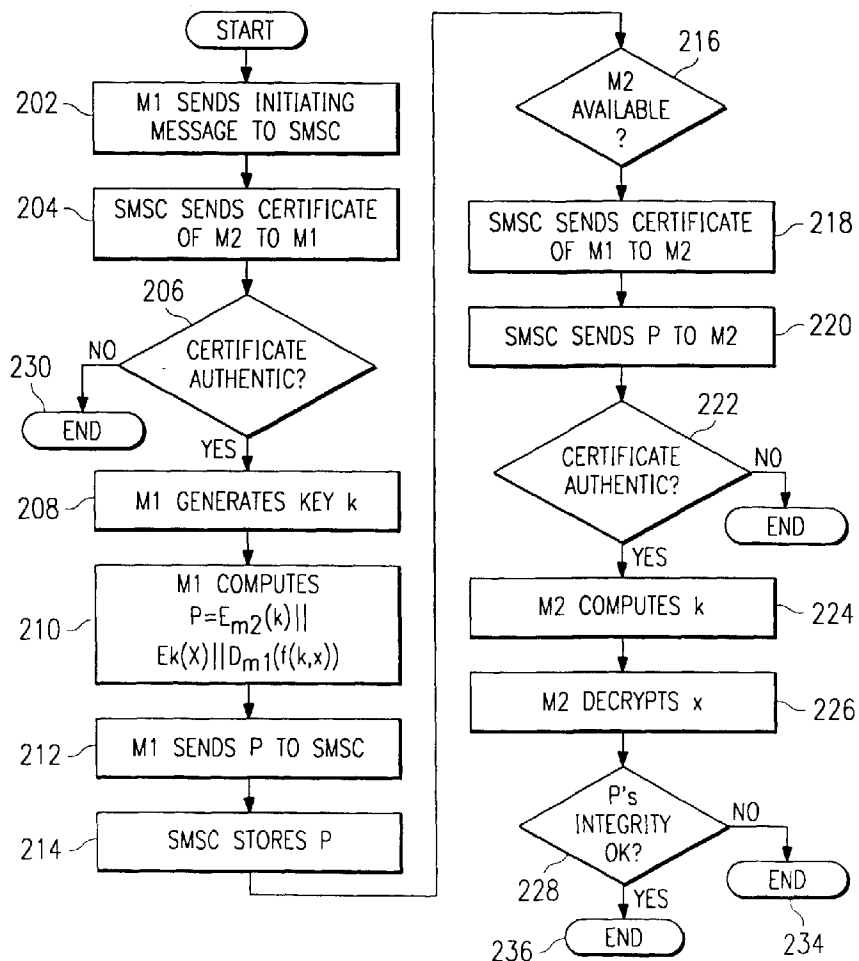 START
202
M1 SENDS INITIATING
MESSAGE TO SMSC
204
SMSC SENDS CERTIFICATE
OF M2 TO M1
206
CERTIFICATE
AUTHENTIC?
NO
230
END
YES
208
M1 GENERATES KEY k
210
M1 COMPUTES
P=Em2(k)||
Ek(X)||Dm1(f(k,x))
212
M1 SENDS P TO SMSC
214
SMSC STORES P
216
M2
AVAILABLE
?
SMSC SENDS CERTIFICATE
OF M1 TO M2
218
SMSC SENDS P TO M2
220
222
CERTIFICATE
AUTHENTIC?
NO
END
YES
M2 COMPUTES k
224
M2 DECRYPTS x
226
P's
INTEGRITY
OK?
NO
228
END
234
YES
236
END